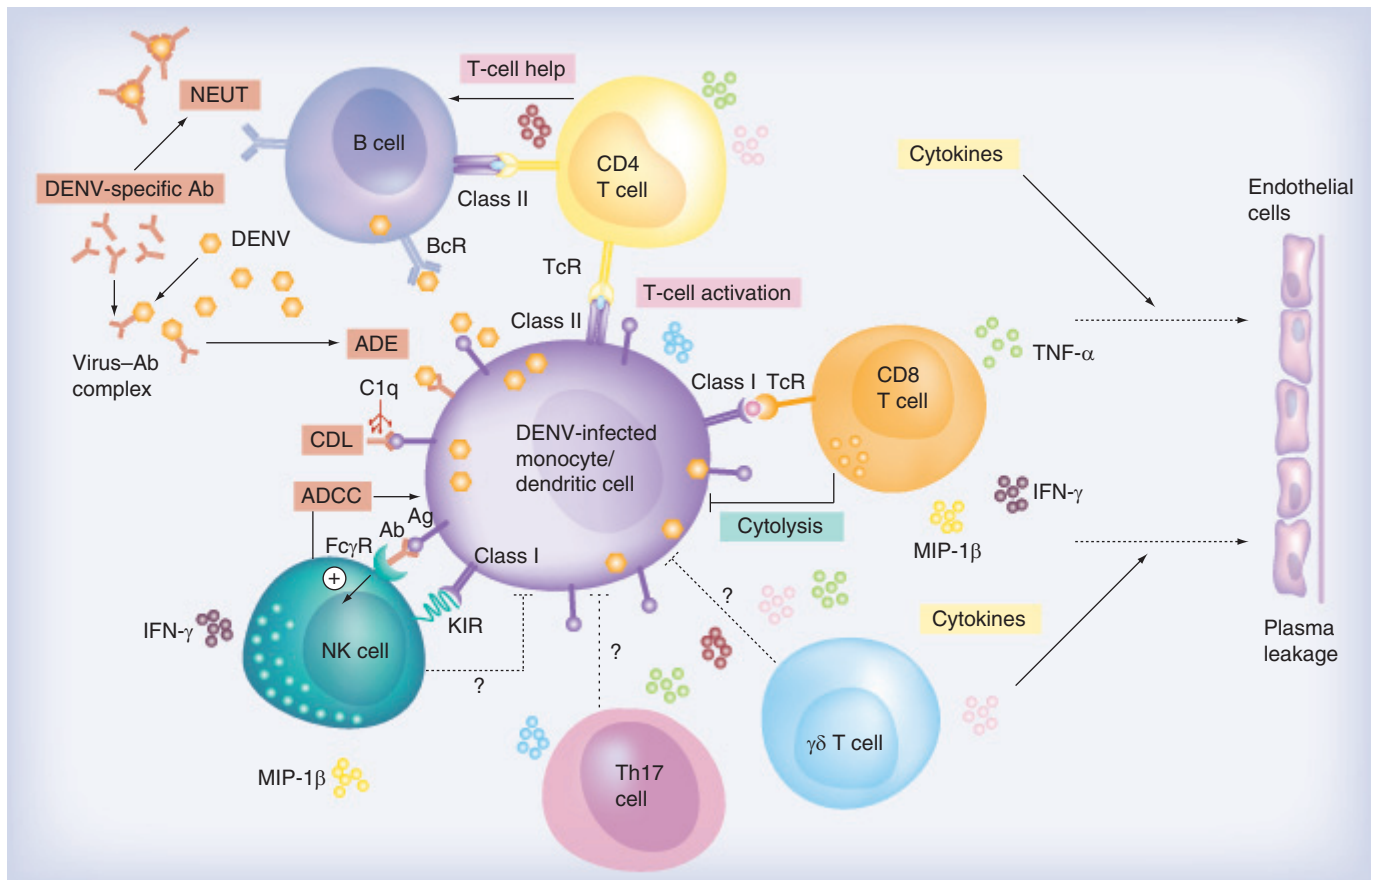 T-cell help
NEUT
B cell
CD4
T cell
Cytokines
DENV-specific Ab
Class II
Endothelial
cells
DENV
BcR
TcR
T-cell activation
Class II
ADE
TNF-α
Virus–Ab
complex
C1q
Class I
TcR
CD8
T cell
CDL
DENV-infected
monocyte/
dendritic cell
ADCC
IFN-γ
Ag
Ab
Cytolysis
FcγR
MIP-1β
Class I
+
?
Cytokines
IFN-γ
KIR
NK cell
?
Plasma
leakage
?
γδ T cell
MIP-1β
Th17
cell